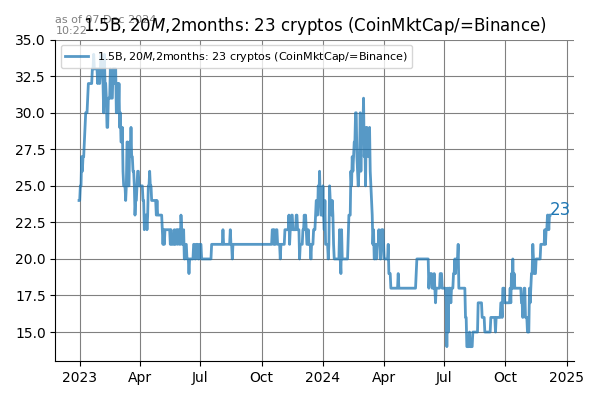 as of 07 Dec 2024
10:22
1.5B, 20M,2months: 23 cryptos (CoinMktCap/=Binance)
1.5B, 20M,2months: 23 cryptos (CoinMktCap/=Binance)
35.0
32.5
30.0
27.5
25.0
22.5
20.0
17.5
15.0
23
2023 Apr Jul Oct 2024 Apr Jul Oct 2025